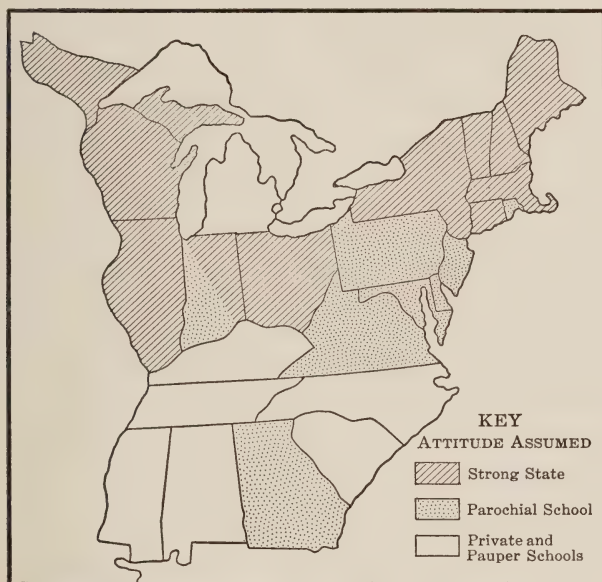 KEY
ATTITUDE ASSUMED
Strong State
Parochial School
Private and
Pauper Schools